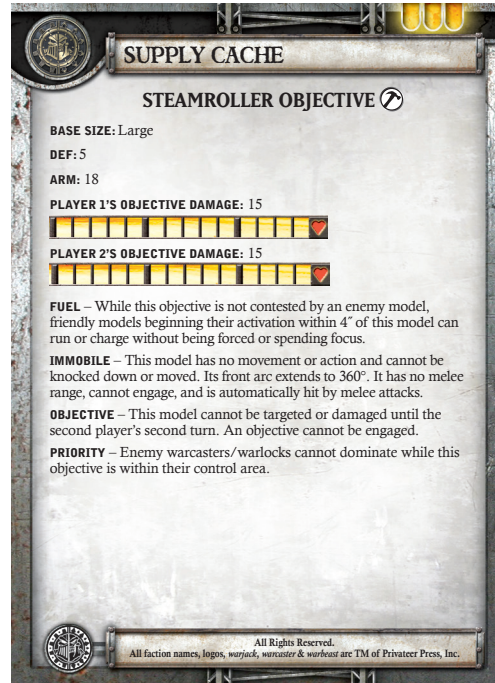 SUPPLY CACHE
STEAMROLLER OBJECTIVE
BASE SIZE: Large
DEF: 5
ARM: 18
PLAYER 1'S OBJECTIVE DAMAGE: 15
PLAYER 2'S OBJECTIVE DAMAGE: 15
FUEL – While this objective is not contested by an enemy model,
friendly models beginning their activation within 4˝ of this model can
run or charge without being forced or spending focus.
IMMOBILE – This model has no movement or action and cannot be
knocked down or moved. Its front arc extends to 360°. It has no melee
range, cannot engage, and is automatically hit by melee attacks.
OBJECTIVE – This model cannot be targeted or damaged until the
second player's second turn. An objective cannot be engaged.
PRIORITY – Enemy warcasters/warlocks cannot dominate while this
objective is within their control area.
All Rights Reserved.
All faction names, logos, warjack, warcaster & warbeast are TM of Privateer Press, Inc.